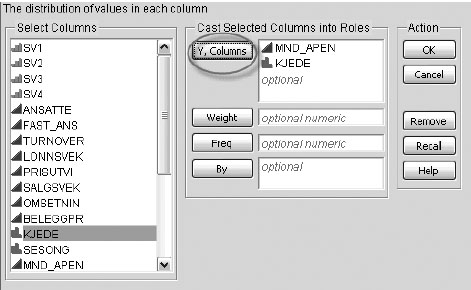 The distribution of values in each column
Select Columns
SV1
SV2
SV3
SV4
ANSATTE
FAST_ANS
TURNOVER
LONNSVEK
PRISUTVI
SALGSVEK
OMSETNIN
BELEGGPR
KJEDE
SESONG
MND_APEN
Cast Selected Columns into Roles
Y, Columns
MND_APEN
KJEDE
optional
Weight
optional numeric
Freq
optional numeric
By
optional
Action
OK
Cancel
Remove
Recall
Help